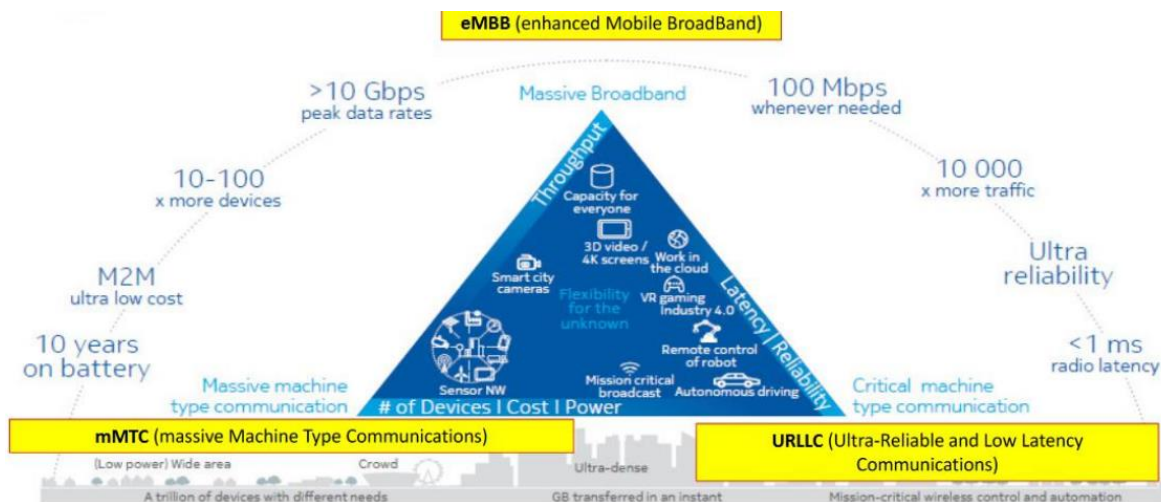 eMBB (enhanced Mobile BroadBand)
>10 Gbps
peak data rates
Massive Broadband
100 Mbps
whenever needed
10-100
x more devices
10 000
x more traffic
M2M
ultra low cost
Ultra
reliability
10 years
on battery
<1 ms
radio latency
Throughput
Capacity for
everyone
3D video /
4K screens
Work in
the cloud
Smart city
cameras
Flexibility
for the
unknown
VR gaming
Industry 4.0
Latency | Reliability
Remote control
of robot
Sensor NW
Mission critical
broadcast
Autonomous driving
Massive machine
type communication
# of Devices | Cost | Power
Critical machine
type communication
mMTC (massive Machine Type Communications)
URLLC (Ultra-Reliable and Low Latency
Communications)
(Low power) Wide area
Crowd
Ultra-dense
A trillion of devices with different needs
GB transferred in an instant
Mission-critical wireless control and automation